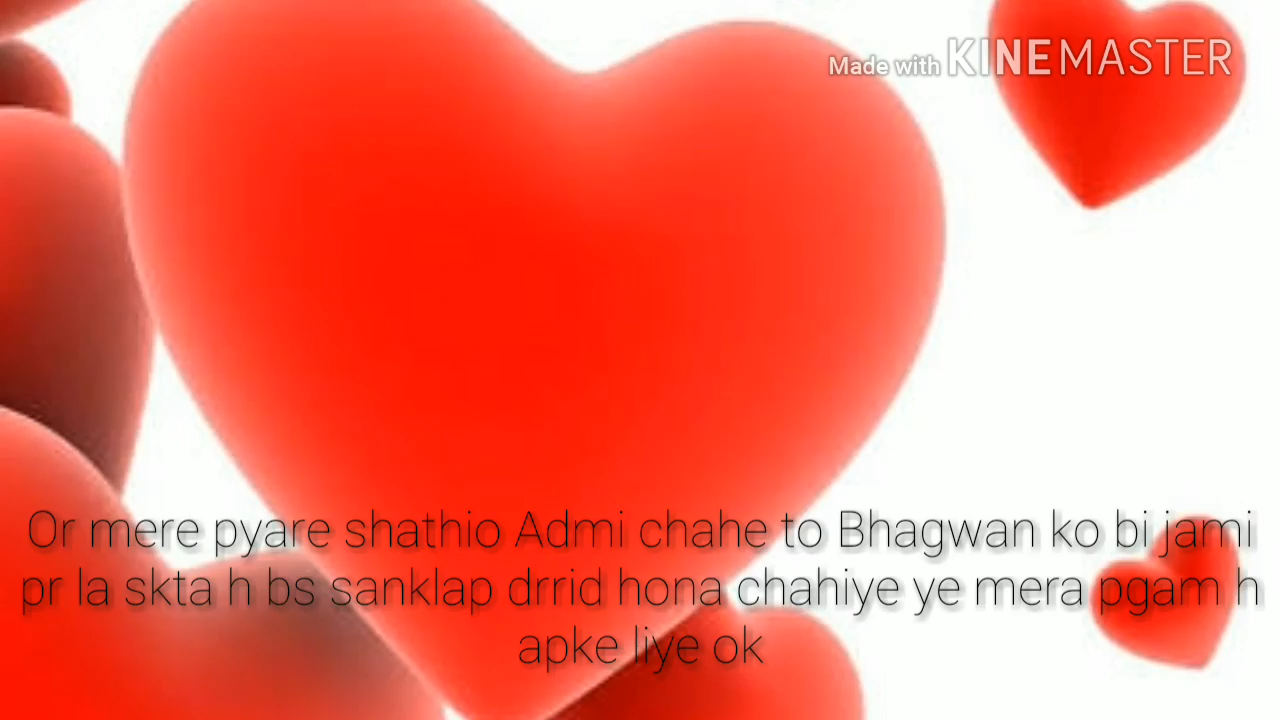 Made with KINEMASTER
Or mere pyare shathio Admi chahe to Bhagwan ko bi jami
pr la skta h bs sanklap drrid hona chahiye ye mera pgam h
apke liye ok